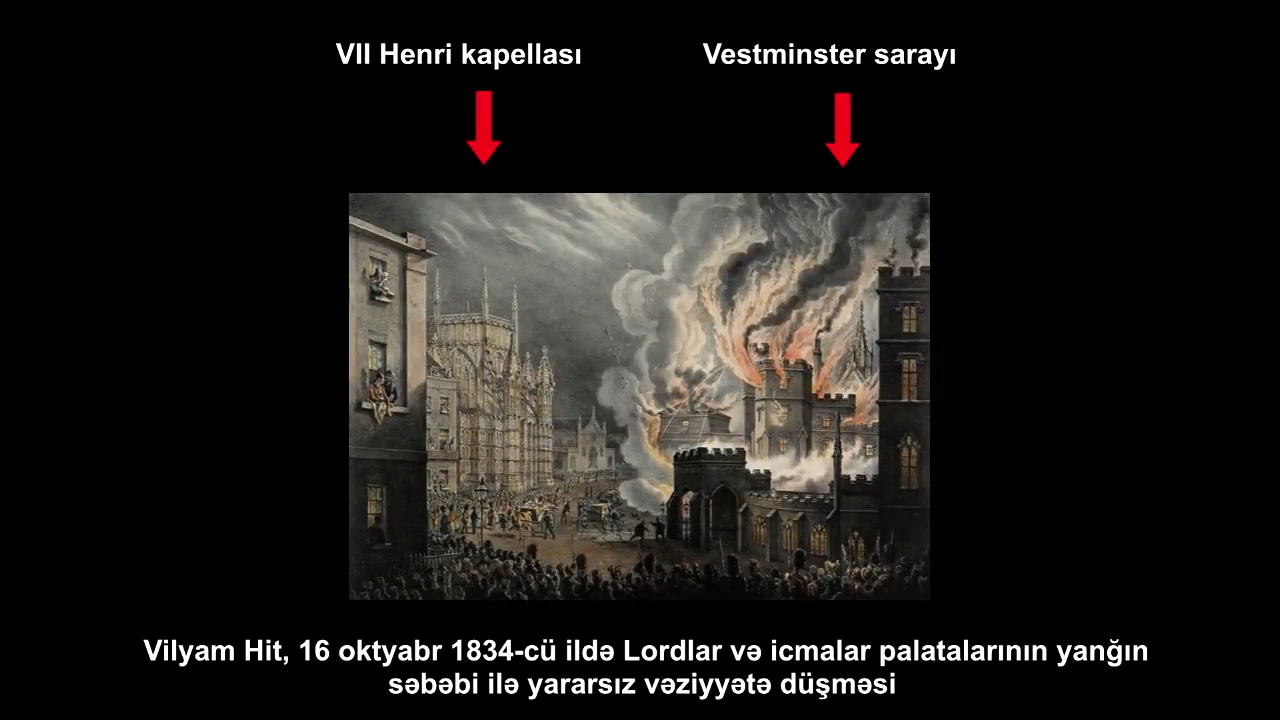 VII Henri kapellası
Vestminster sarayı
Vilyam Hit, 16 oktyabr 1834-cü ildə Lordlar və icmalar palatalarının yanğın
səbəbi ilə yararsız vəziyyətə düşməsi